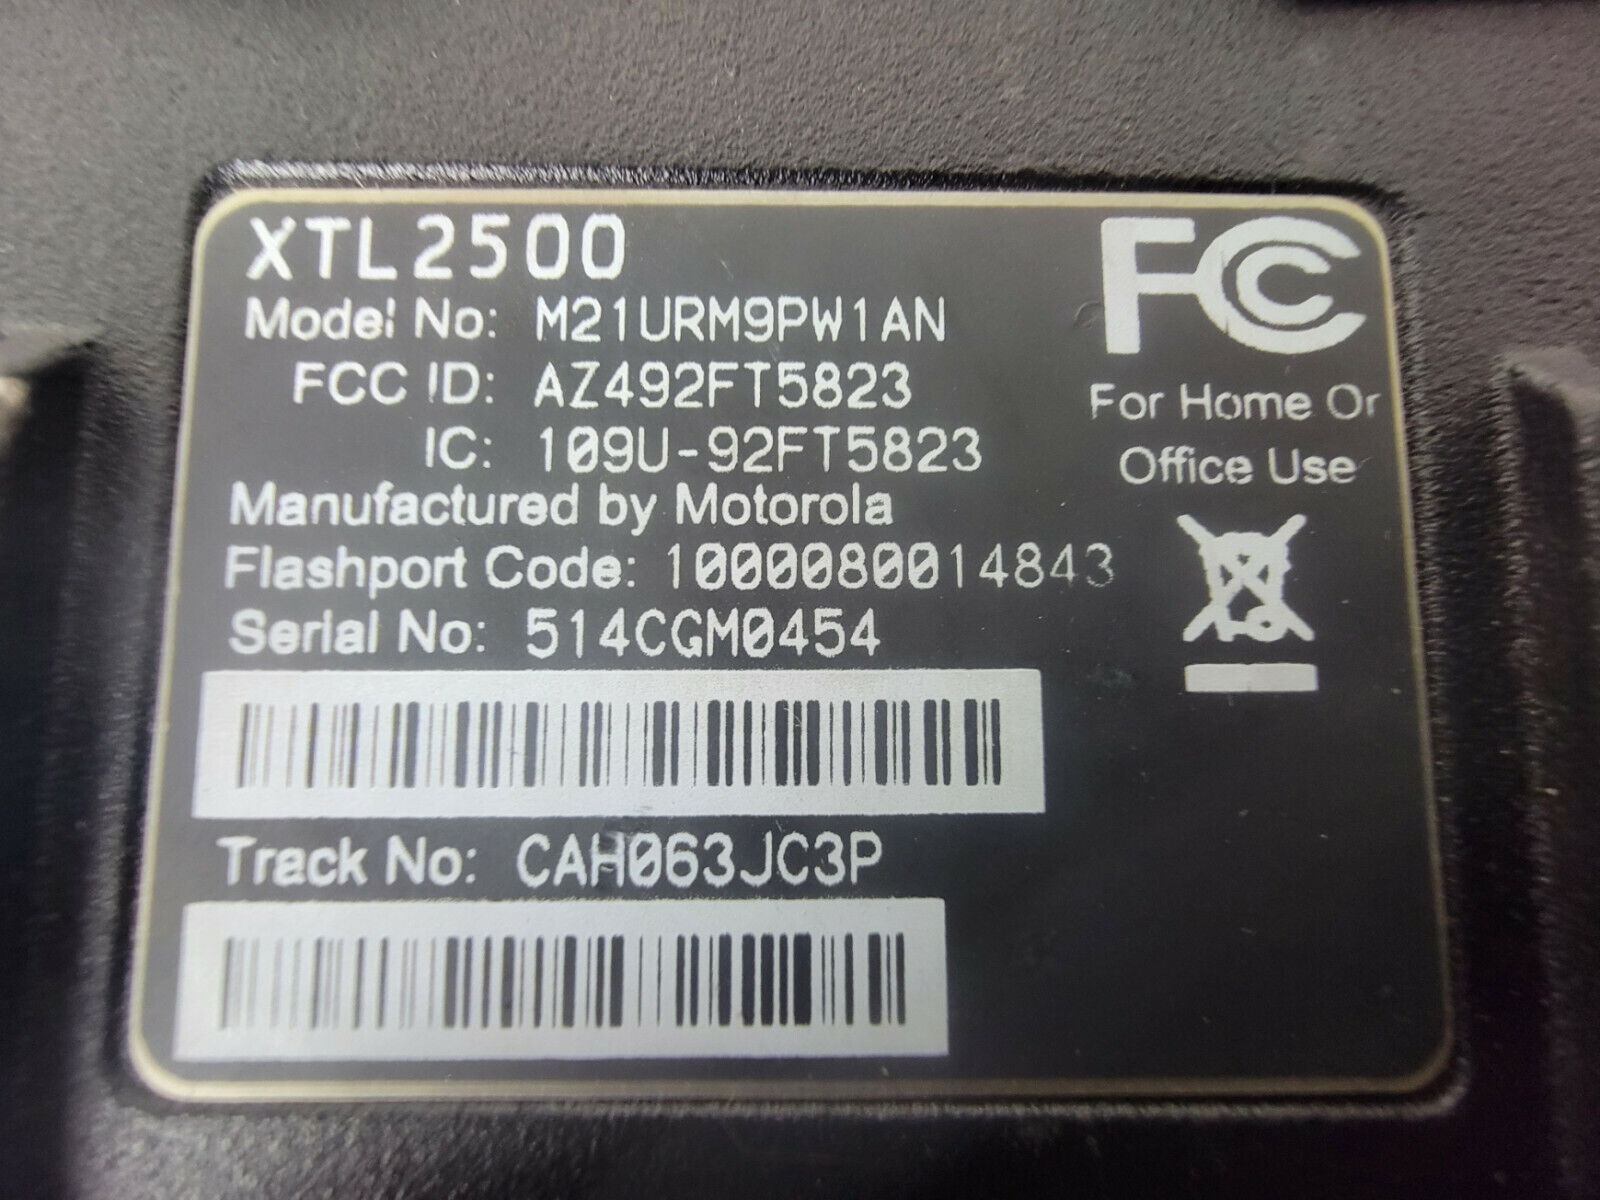 XTL2500
Model No: M21URM9PW1AN
FCC ID: AZ492FT5823
IC: 109U-92FT5823
Manufactured by Motorola
Flashport Code: 1000080014843
Serial No: 514CGM0454
Track No: CAH063JC3P
FC
For Home Or
Office Use